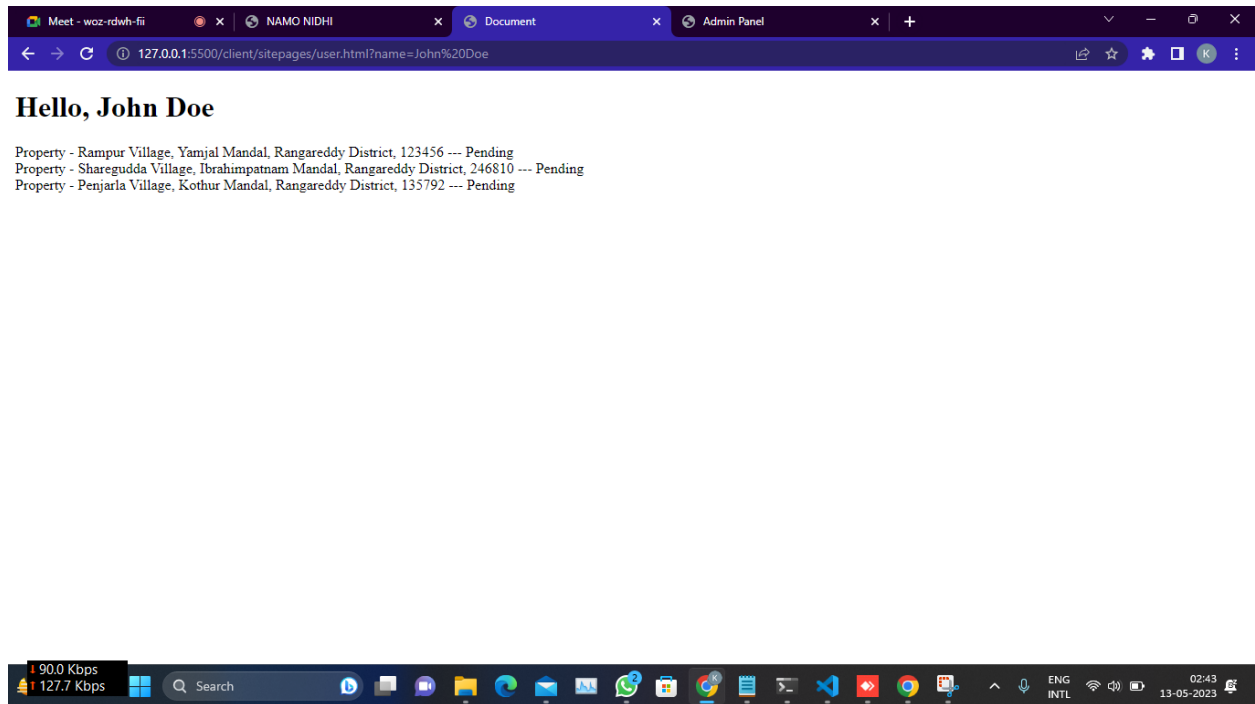 Meet - woz-rdwh-fii
NAMO NIDHI
Document
Admin Panel
127.0.0.1:5500/client/sitepages/user.html?name=John%20Doe
K
Hello, John Doe
Property - Rampur Village, Yamjal Mandal, Rangareddy District, 123456 --- Pending
Property - Sharegudda Village, Ibrahimpatnam Mandal, Rangareddy District, 246810 --- Pending
Property - Penjarla Village, Kothur Mandal, Rangareddy District, 135792 --- Pending
90.0 Kbps
127.7 Kbps
Search
2
K
ENG
INTL
02:43
13-05-2023